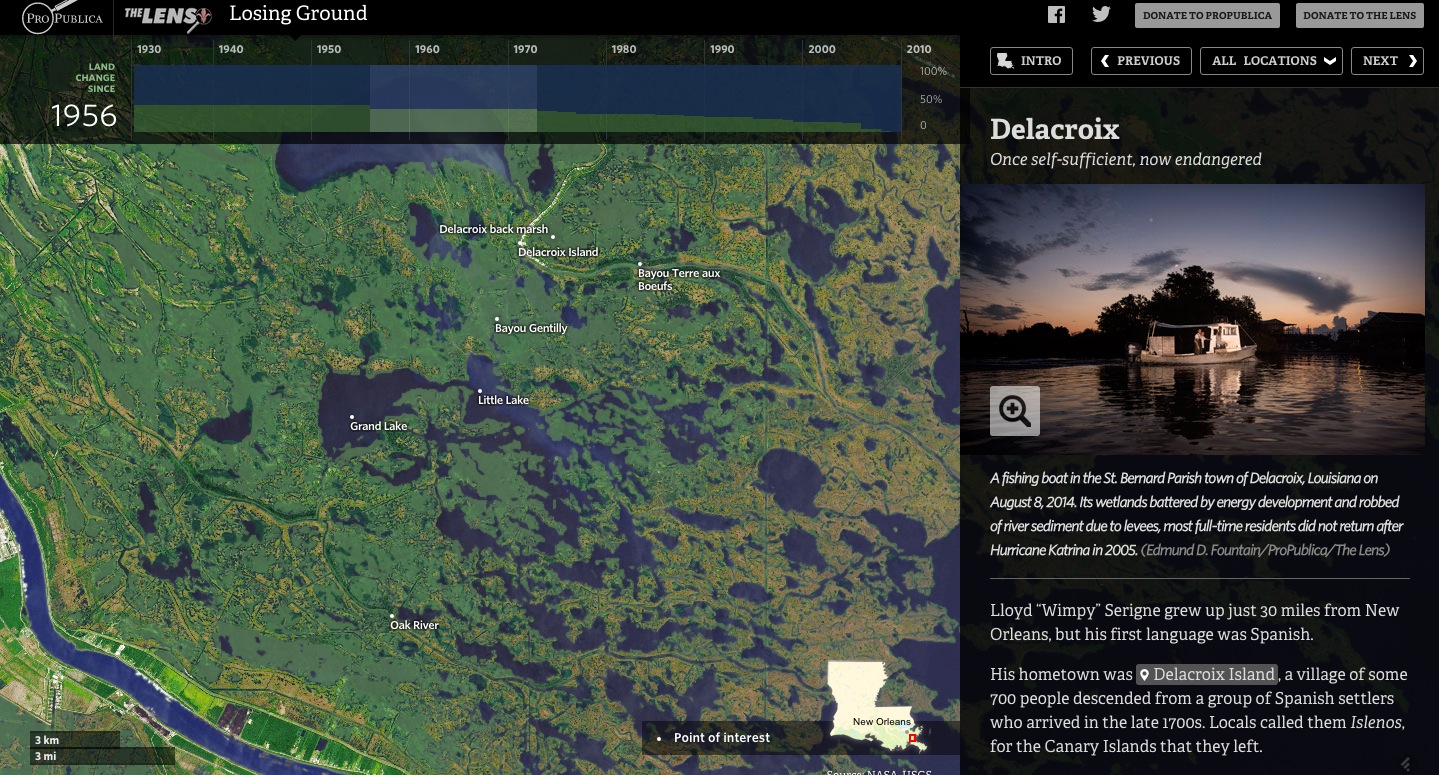 PROPUBLICA
THE LENS
Losing Ground
DONATE TO PROPUBLICA
DONATE TO THE LENS
1930
1940
1950
1960
1970
1980
1990
2000
2010
LAND
CHANGE
SINCE
1956
100%
50%
0
INTRO
PREVIOUS
ALL LOCATIONS
NEXT
Delacroix
Once self-sufficient, now endangered
Delacroix back marsh
Delacroix Island
Bayou Terre aux
Boeufs
Bayou Gentilly
Little Lake
Grand Lake
Oak River
New Orleans
3 km
3 mi
Point of interest
Source: NASA, USGS
A fishing boat in the St. Bernard Parish town of Delacroix, Louisiana on
August 8, 2014. Its wetlands battered by energy development and robbed
of river sediment due to levees, most full-time residents did not return after
Hurricane Katrina in 2005. (Edmund D. Fountain/ProPublica/The Lens)
Lloyd “Wimpy” Serigne grew up just 30 miles from New
Orleans, but his first language was Spanish.
His hometown was Delacroix Island, a village of some
700 people descended from a group of Spanish settlers
who arrived in the late 1700s. Locals called them Islenos,
for the Canary Islands that they left.